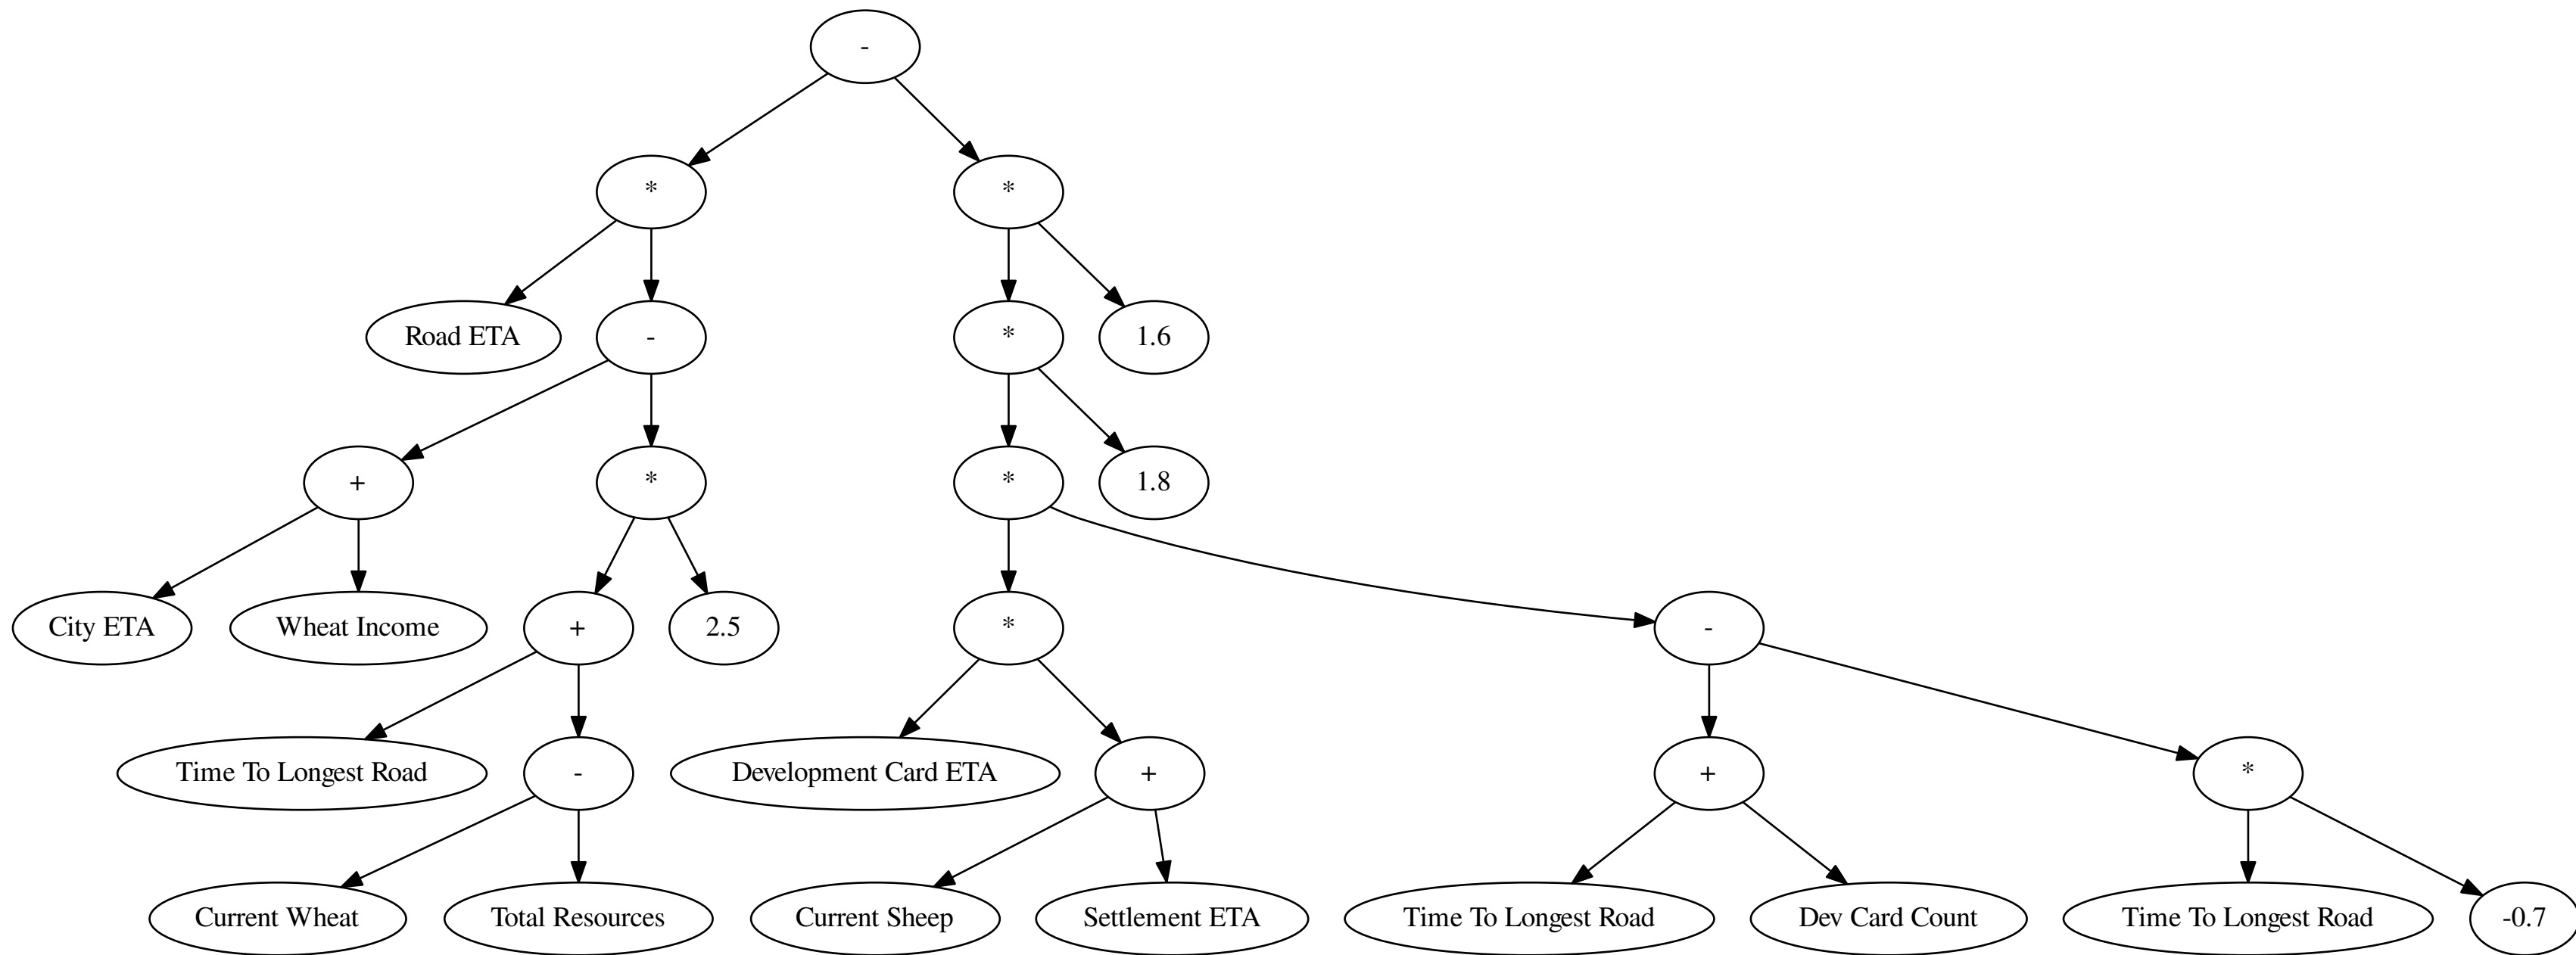 -
*
*
Road ETA
-
*
1.6
+
*
*
1.8
City ETA
Wheat Income
+
2.5
*
-
Time To Longest Road
-
Development Card ETA
+
+
*
Current Wheat
Total Resources
Current Sheep
Settlement ETA
Time To Longest Road
Dev Card Count
Time To Longest Road
-0.7